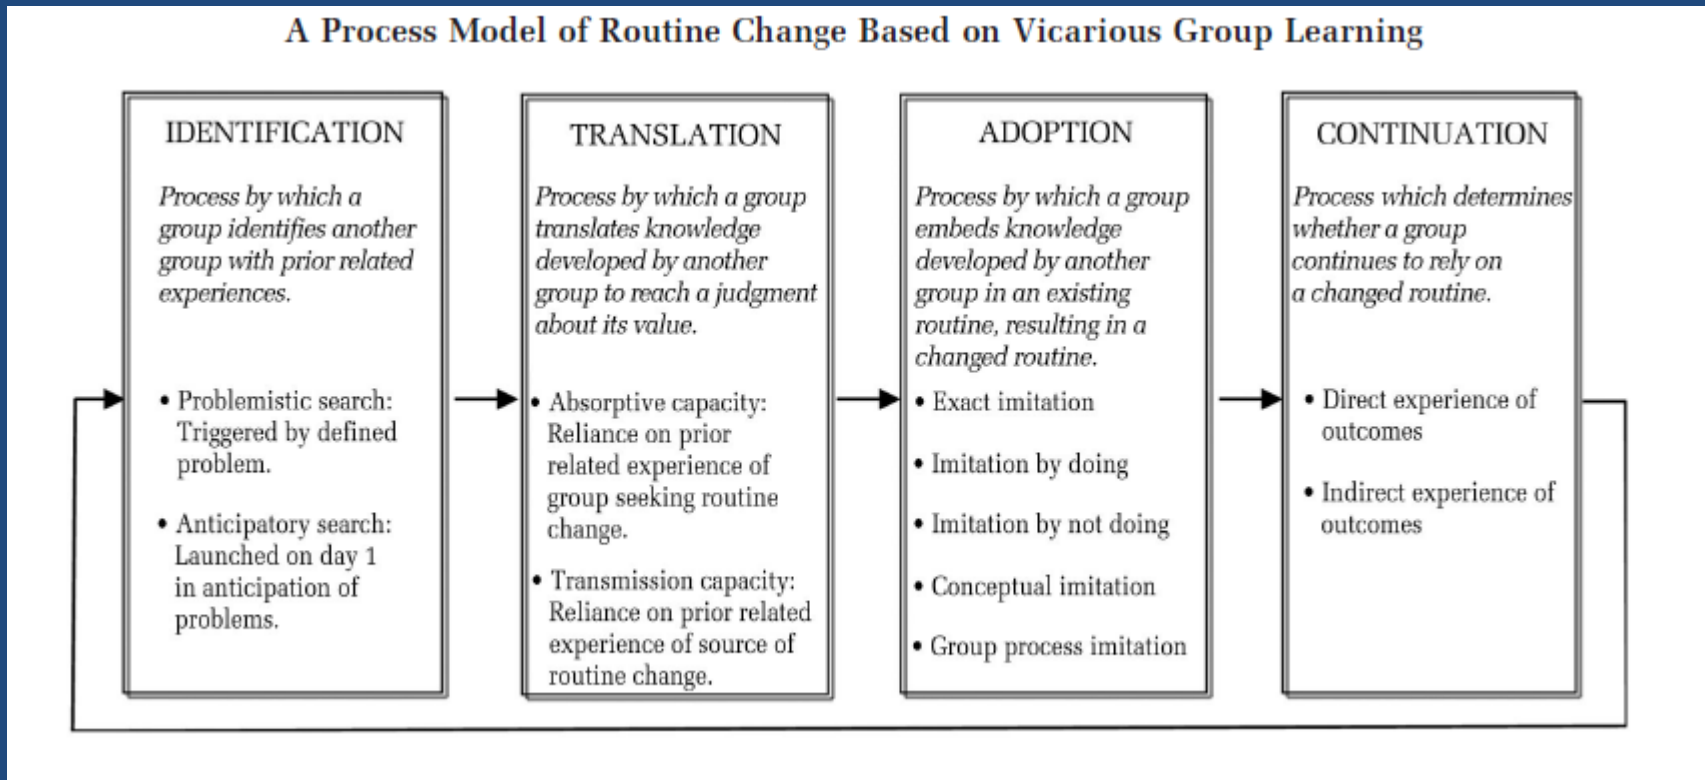 A Process Model of Routine Change Based on Vicarious Group Learning
IDENTIFICATION
Process by which a
group identifies another
group with prior related
experiences.
• Problemistic search:
Triggered by defined
problem.
• Anticipatory search:
Launched on day 1
in anticipation of
problems.
TRANSLATION
Process by which a group
translates knowledge
developed by another
group to reach a judgment
about its value.
• Absorptive capacity:
Reliance on prior
related experience of
group seeking routine
change.
• Transmission capacity:
Reliance on prior related
experience of source of
routine change.
ADOPTION
Process by which a group
embeds knowledge
developed by another
group in an existing
routine, resulting in a
changed routine.
• Exact imitation
• Imitation by doing
• Imitation by not doing
• Conceptual imitation
• Group process imitation
CONTINUATION
Process which determines
whether a group
continues to rely on
a changed routine.
• Direct experience of
outcomes
• Indirect experience of
outcomes